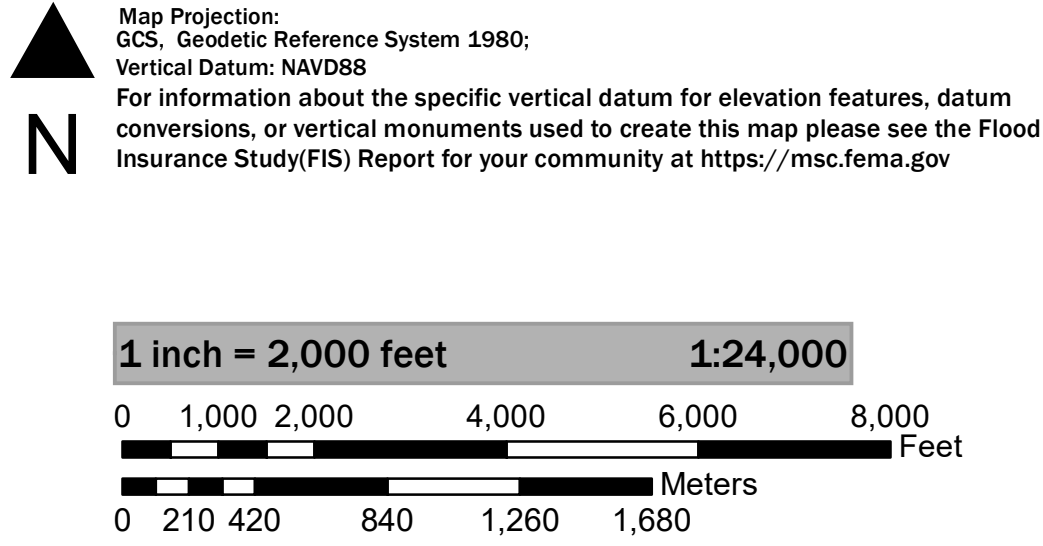 Map Projection:
GCS, Geodetic Reference System 1980;
Vertical Datum: NAVD88
For information about the specific vertical datum for elevation features, datum
conversions, or vertical monuments used to create this map please see the Flood
Insurance Study(FIS) Report for your community at https://msc.fema.gov
N
1 inch = 2,000 feet 1:24,000
0 1,000 2,000 4,000 6,000 8,000
Feet
Meters
0 210 420 840 1,260 1,680